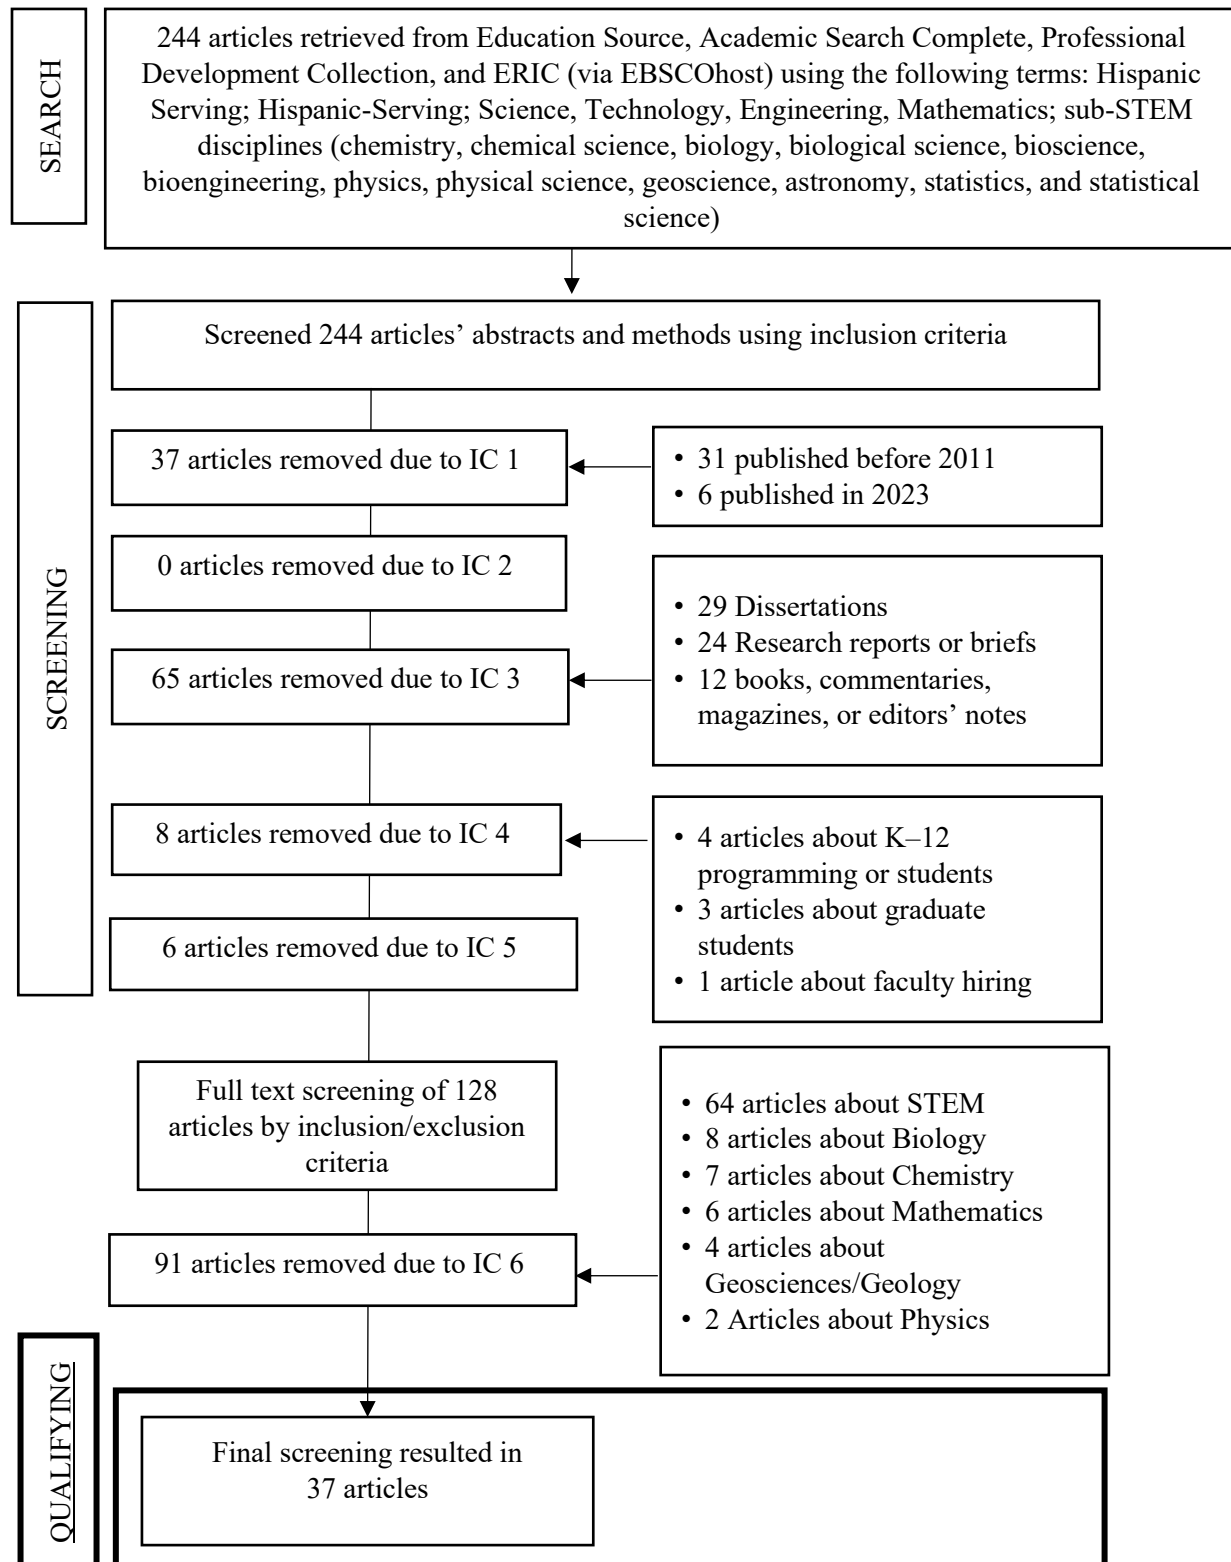 SEARCH
244 articles retrieved from Education Source, Academic Search Complete, Professional
Development Collection, and ERIC (via EBSCOhost) using the following terms: Hispanic
Serving; Hispanic-Serving; Science, Technology, Engineering, Mathematics; sub-STEM
disciplines (chemistry, chemical science, biology, biological science, bioscience,
bioengineering, physics, physical science, geoscience, astronomy, statistics, and statistical
science)
SCREENING
Screened 244 articles’ abstracts and methods using inclusion criteria
37 articles removed due to IC 1
• 31 published before 2011
• 6 published in 2023
0 articles removed due to IC 2
65 articles removed due to IC 3
• 29 Dissertations
• 24 Research reports or briefs
• 12 books, commentaries,
magazines, or editors’ notes
8 articles removed due to IC 4
• 4 articles about K–12
programming or students
• 3 articles about graduate
students
• 1 article about faculty hiring
6 articles removed due to IC 5
Full text screening of 128
articles by inclusion/exclusion
criteria
91 articles removed due to IC 6
• 64 articles about STEM
• 8 articles about Biology
• 7 articles about Chemistry
• 6 articles about Mathematics
• 4 articles about
Geosciences/Geology
• 2 Articles about Physics
QUALIFYING
Final screening resulted in
37 articles